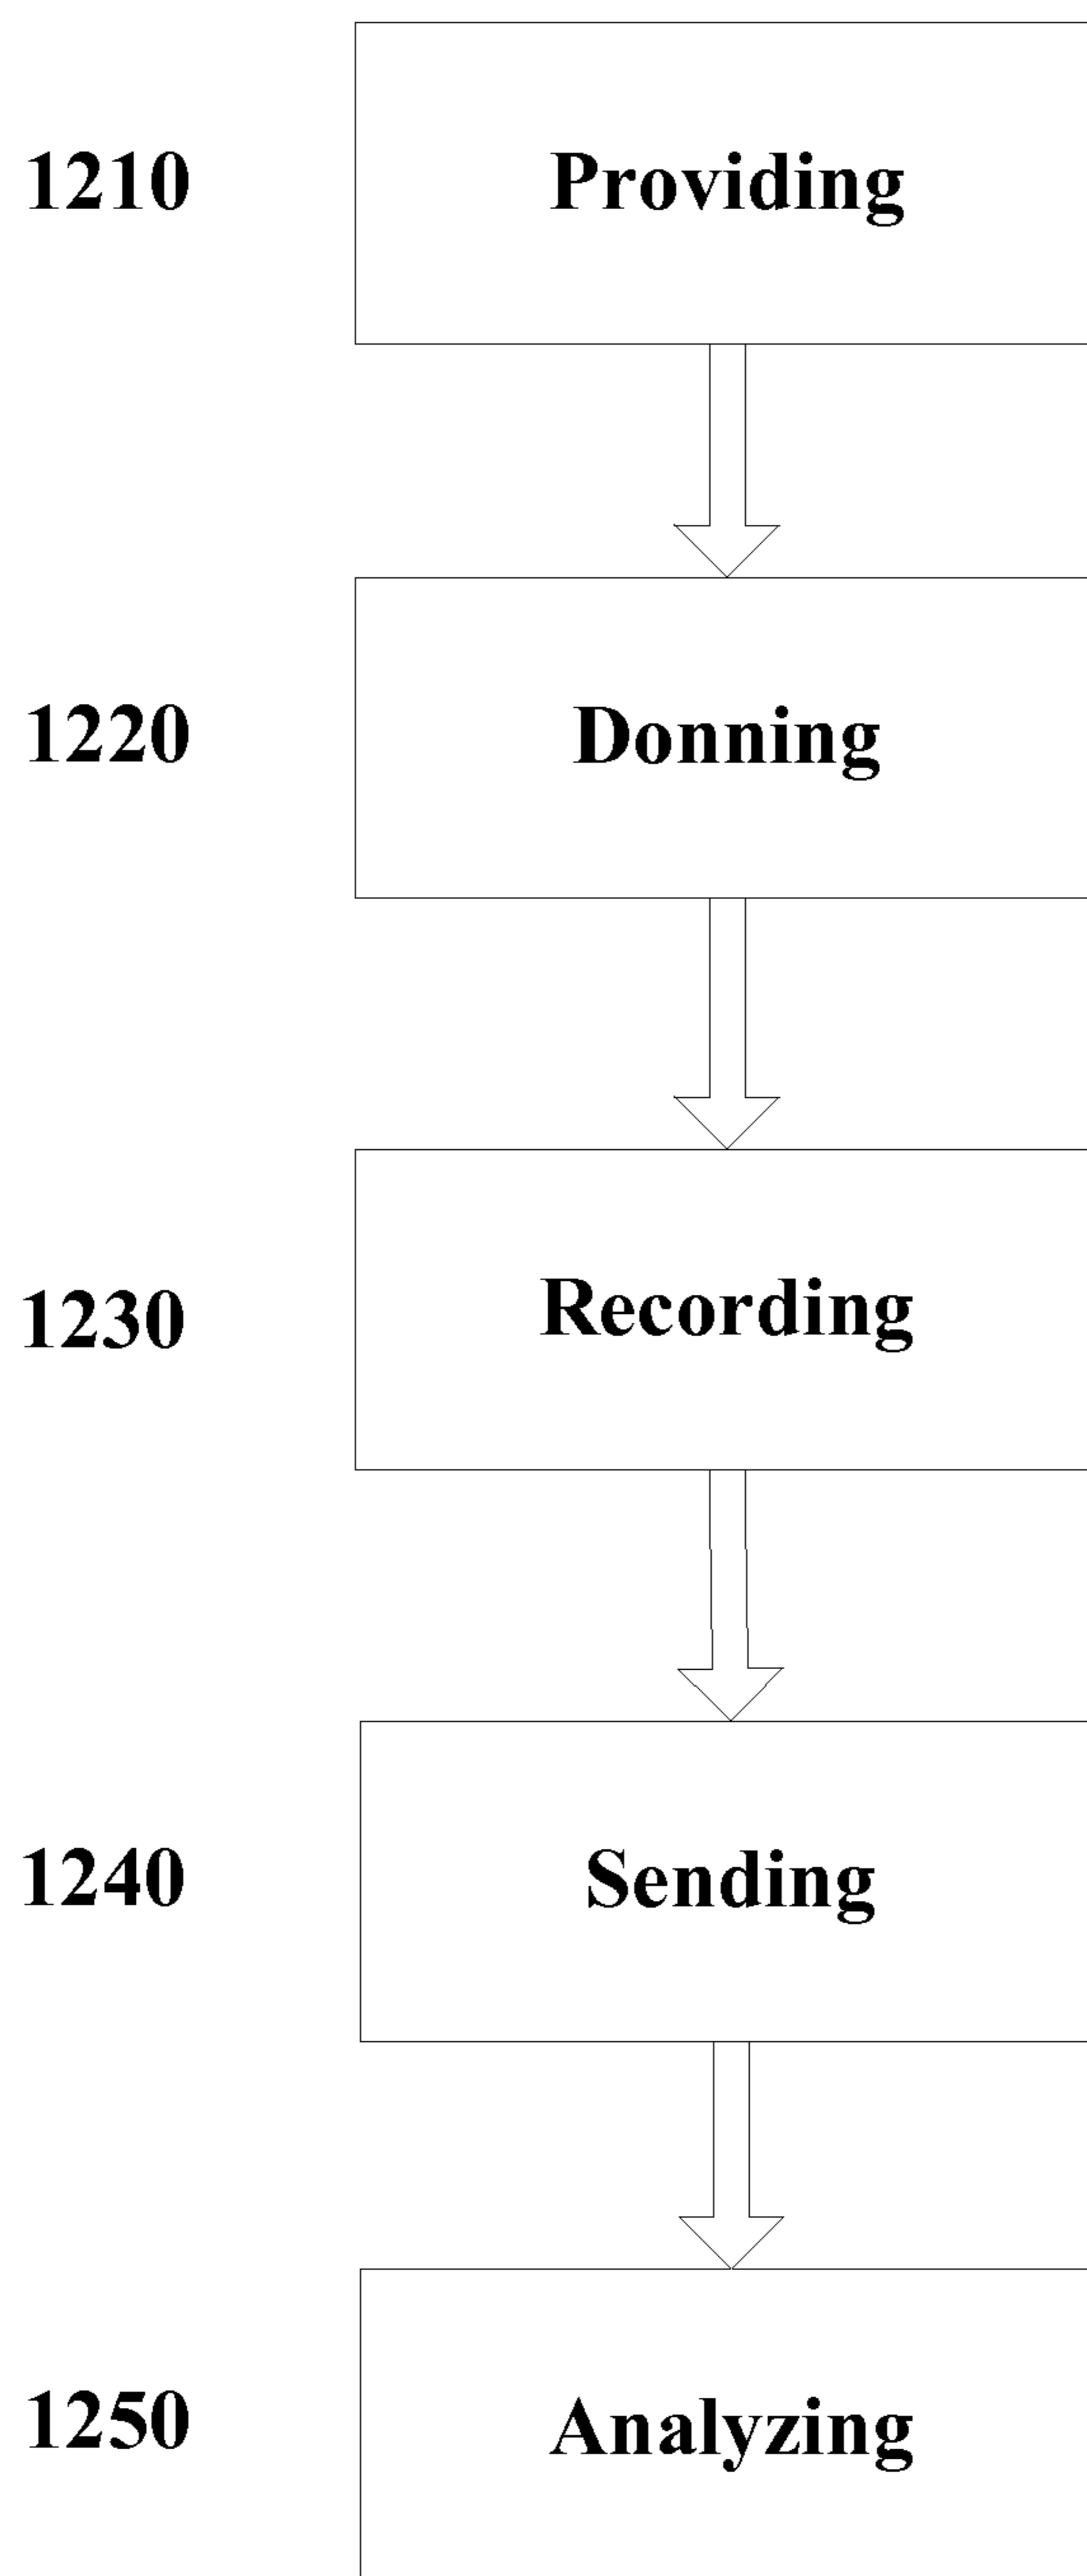 1210 Providing
1220 Donning
1230 Recording
1240 Sending
1250 Analyzing